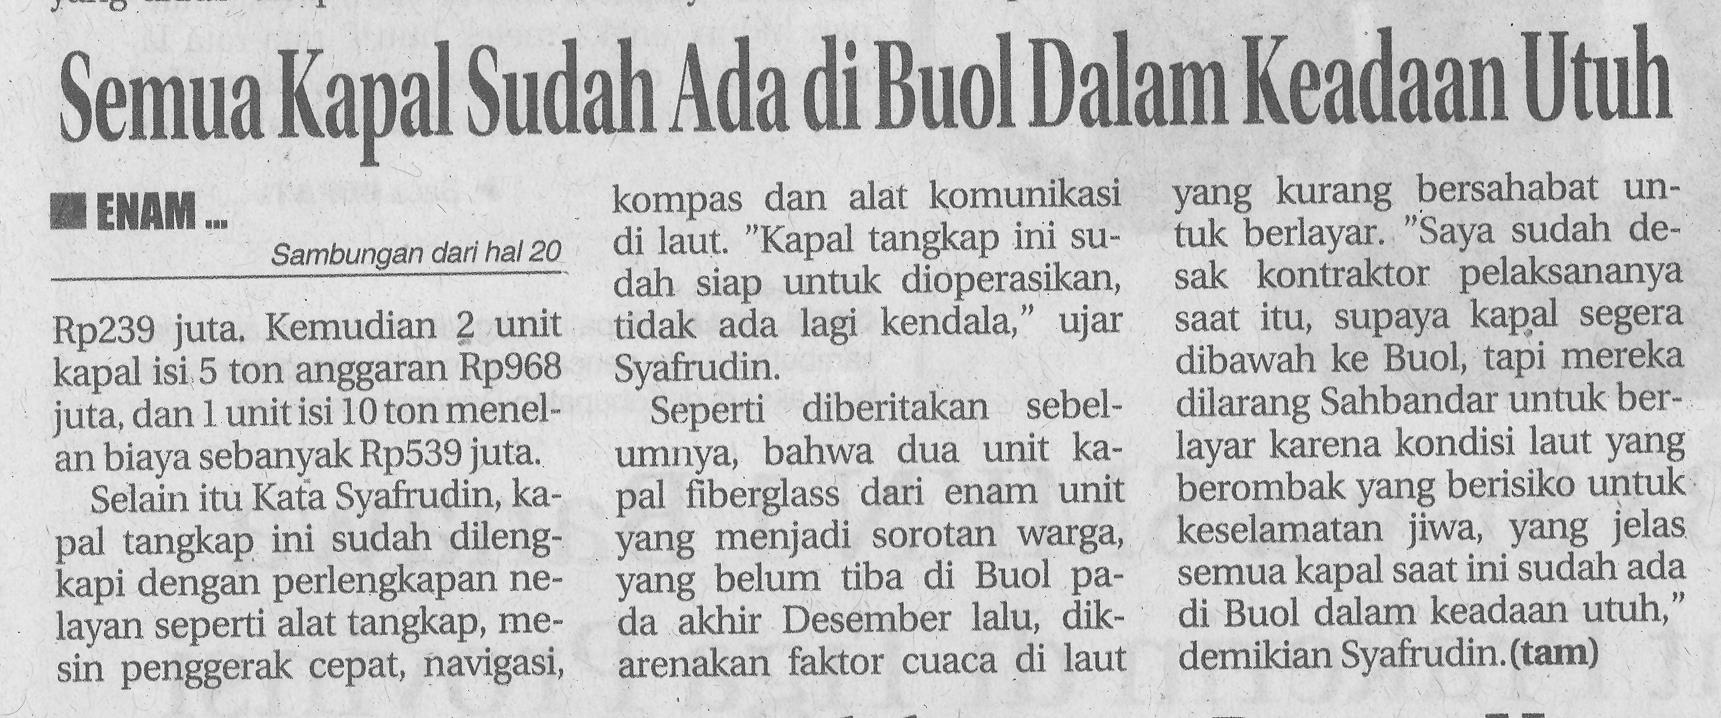 Semua Kapal Sudah Ada di Buol Dalam Keadaan Utuh
ENAM ...
Sambungan dari hal 20
Rp239 juta. Kemudian 2 unit
kapal isi 5 ton anggaran Rp968
juta, dan 1 unit isi 10 ton menel-
an biaya sebanyak Rp539 juta.
Selain itu Kata Syafrudin, ka-
pal tangkap ini sudah dileng-
kapi dengan perlengkapan ne-
layan seperti alat tangkap, me-
sin penggerak cepat, navigasi,
kompas dan alat komunikasi
di laut. ”Kapal tangkap ini su-
dah siap untuk dioperasikan,
tidak ada lagi kendala,” ujar
Syafrudin.
Seperti diberitakan sebel-
umnya, bahwa dua unit ka-
pal fiberglass dari enam unit
yang menjadi sorotan warga,
yang belum tiba di Buol pa-
da akhir Desember lalu, dik-
arenakan faktor cuaca di laut
yang kurang bersahabat un-
tuk berlayar. ”Saya sudah de-
sak kontraktor pelaksananya
saat itu, supaya kapal segera
dibawah ke Buol, tapi mereka
dilarang Sahbandar untuk ber-
layar karena kondisi laut yang
berombak yang berisiko untuk
keselamatan jiwa, yang jelas
semua kapal saat ini sudah ada
di Buol dalam keadaan utuh,”
demikian Syafrudin.(tam)